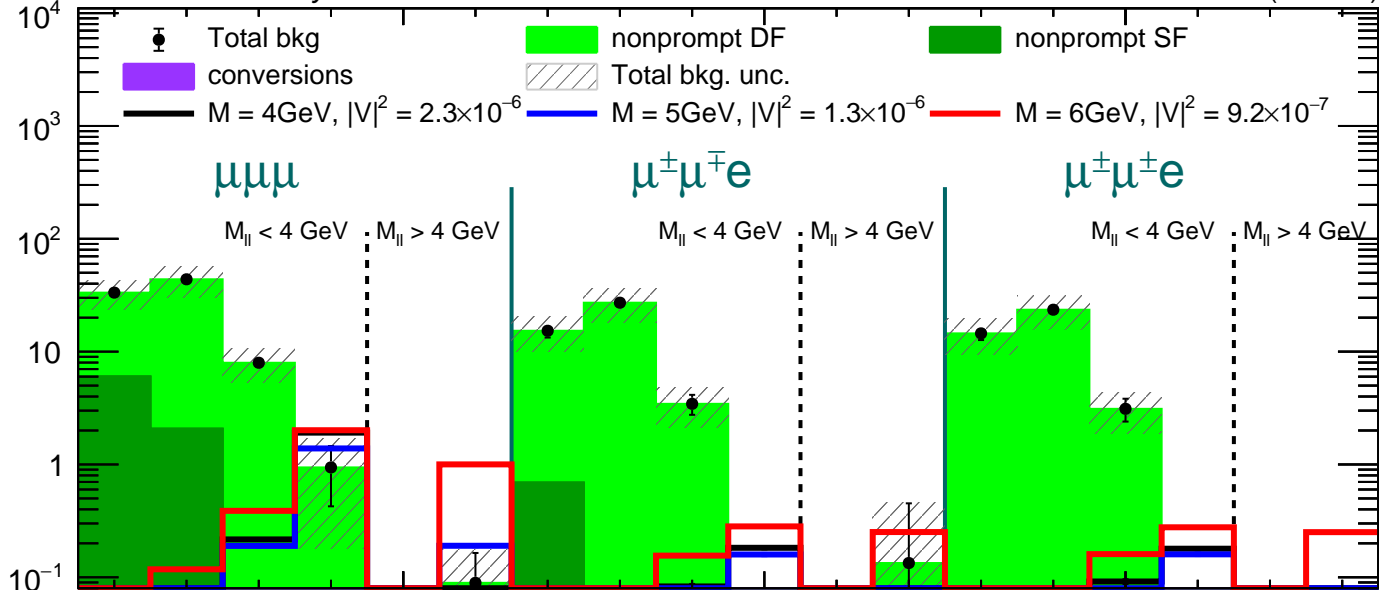 10⁴
Total bkg nonprompt DF nonprompt SF
conversions Total bkg. unc.
M = 4GeV, |V|² = 2.3×10⁻⁶ M = 5GeV, |V|² = 1.3×10⁻⁶ M = 6GeV, |V|² = 9.2×10⁻⁷
10³
μμμ μ±μ∓e μ±μ±e
M_ll < 4 GeV M_ll > 4 GeV M_ll < 4 GeV M_ll > 4 GeV M_ll < 4 GeV M_ll > 4 GeV
10²
10
1
10⁻¹